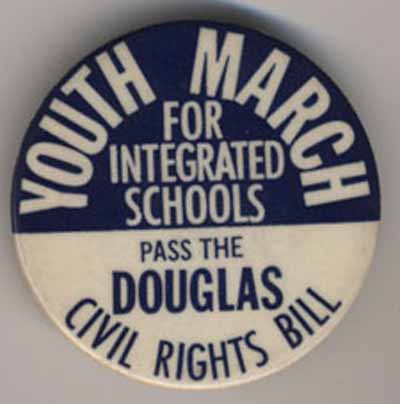 YOUTH MARCH
FOR
INTEGRATED
SCHOOLS
PASS THE
DOUGLAS
CIVIL RIGHTS BILL